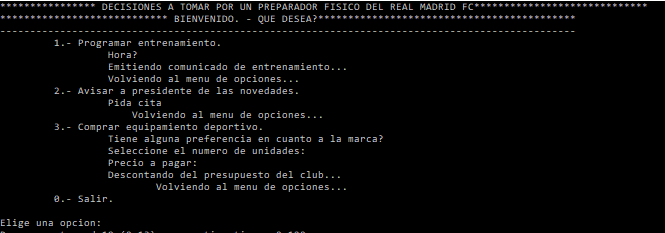 **************** DECISIONES A TOMAR POR UN PREPARADOR FISICO DEL REAL MADRID FC*****************************
**************************** BIENVENIDO. - QUE DESEA?*******************************************
------------------------------------------------------------------------------------------------
1.- Programar entrenamiento.
Hora?
Emitiendo comunicado de entrenamiento...
Volviendo al menu de opciones...
2.- Avisar a presidente de las novedades.
Pida cita
Volviendo al menu de opciones...
3.- Comprar equipamiento deportivo.
Tiene alguna preferencia en cuanto a la marca?
Seleccione el numero de unidades:
Precio a pagar:
Descontando del presupuesto del club...
Volviendo al menu de opciones...
0.- Salir.
Elige una opcion: